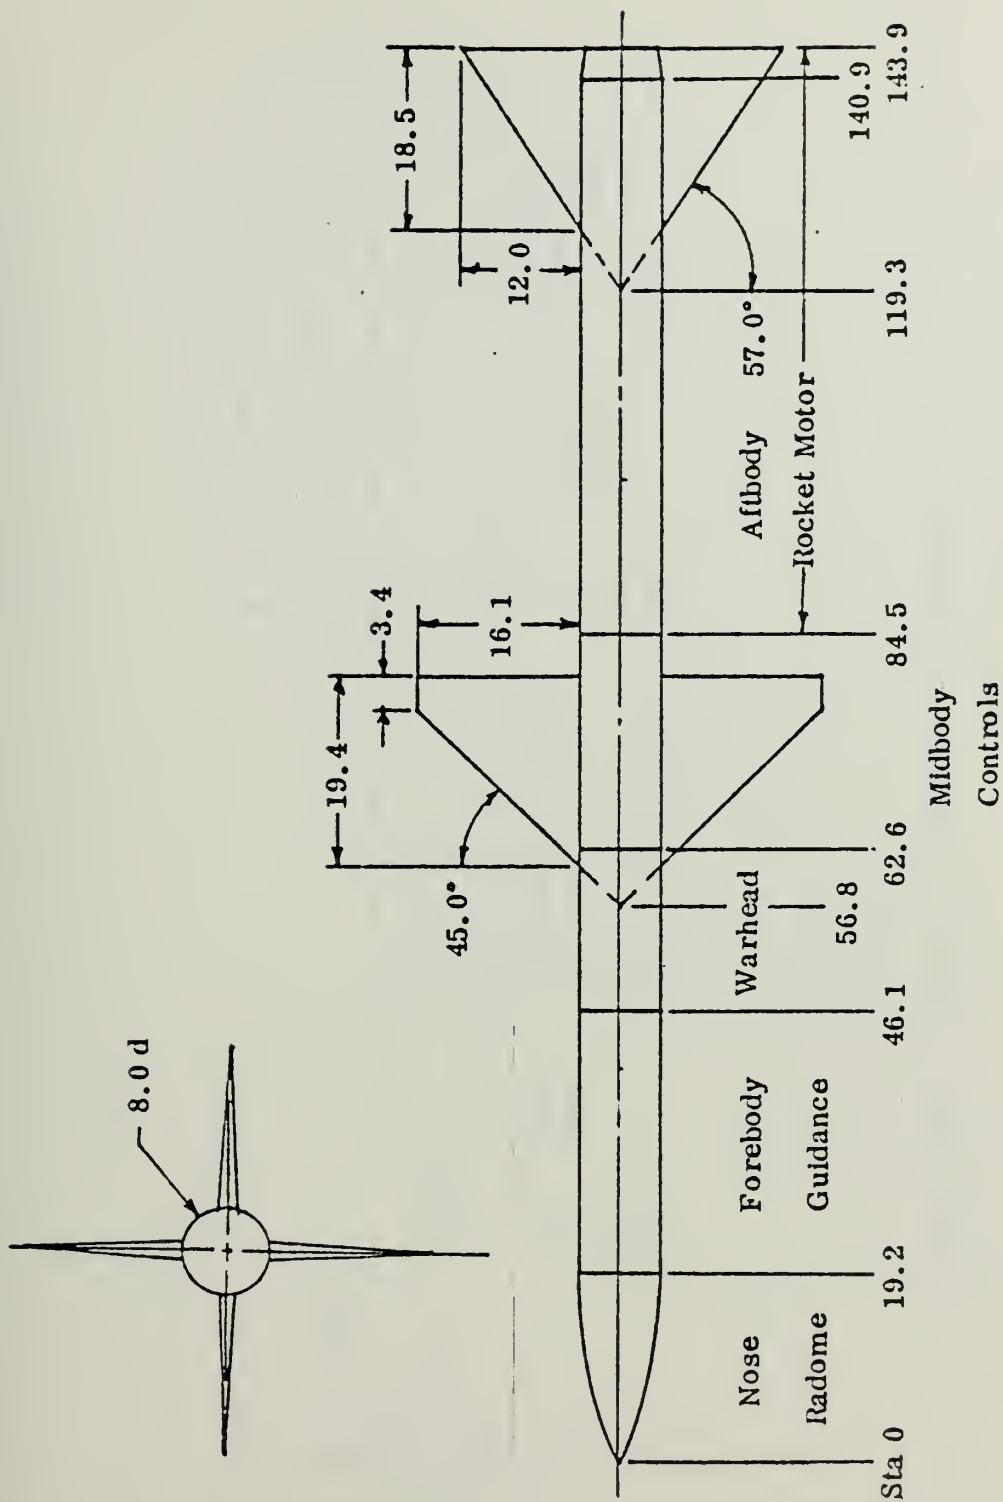 8.0 d
45.0°
19.4
3.4
16.1
18.5
12.0
57.0°
Nose
Radome
Forebody
Guidance
Warhead
Aftbody
Rocket Motor
Sta 0
19.2
46.1
56.8
62.6
84.5
119.3
140.9
143.9
Midbody
Controls